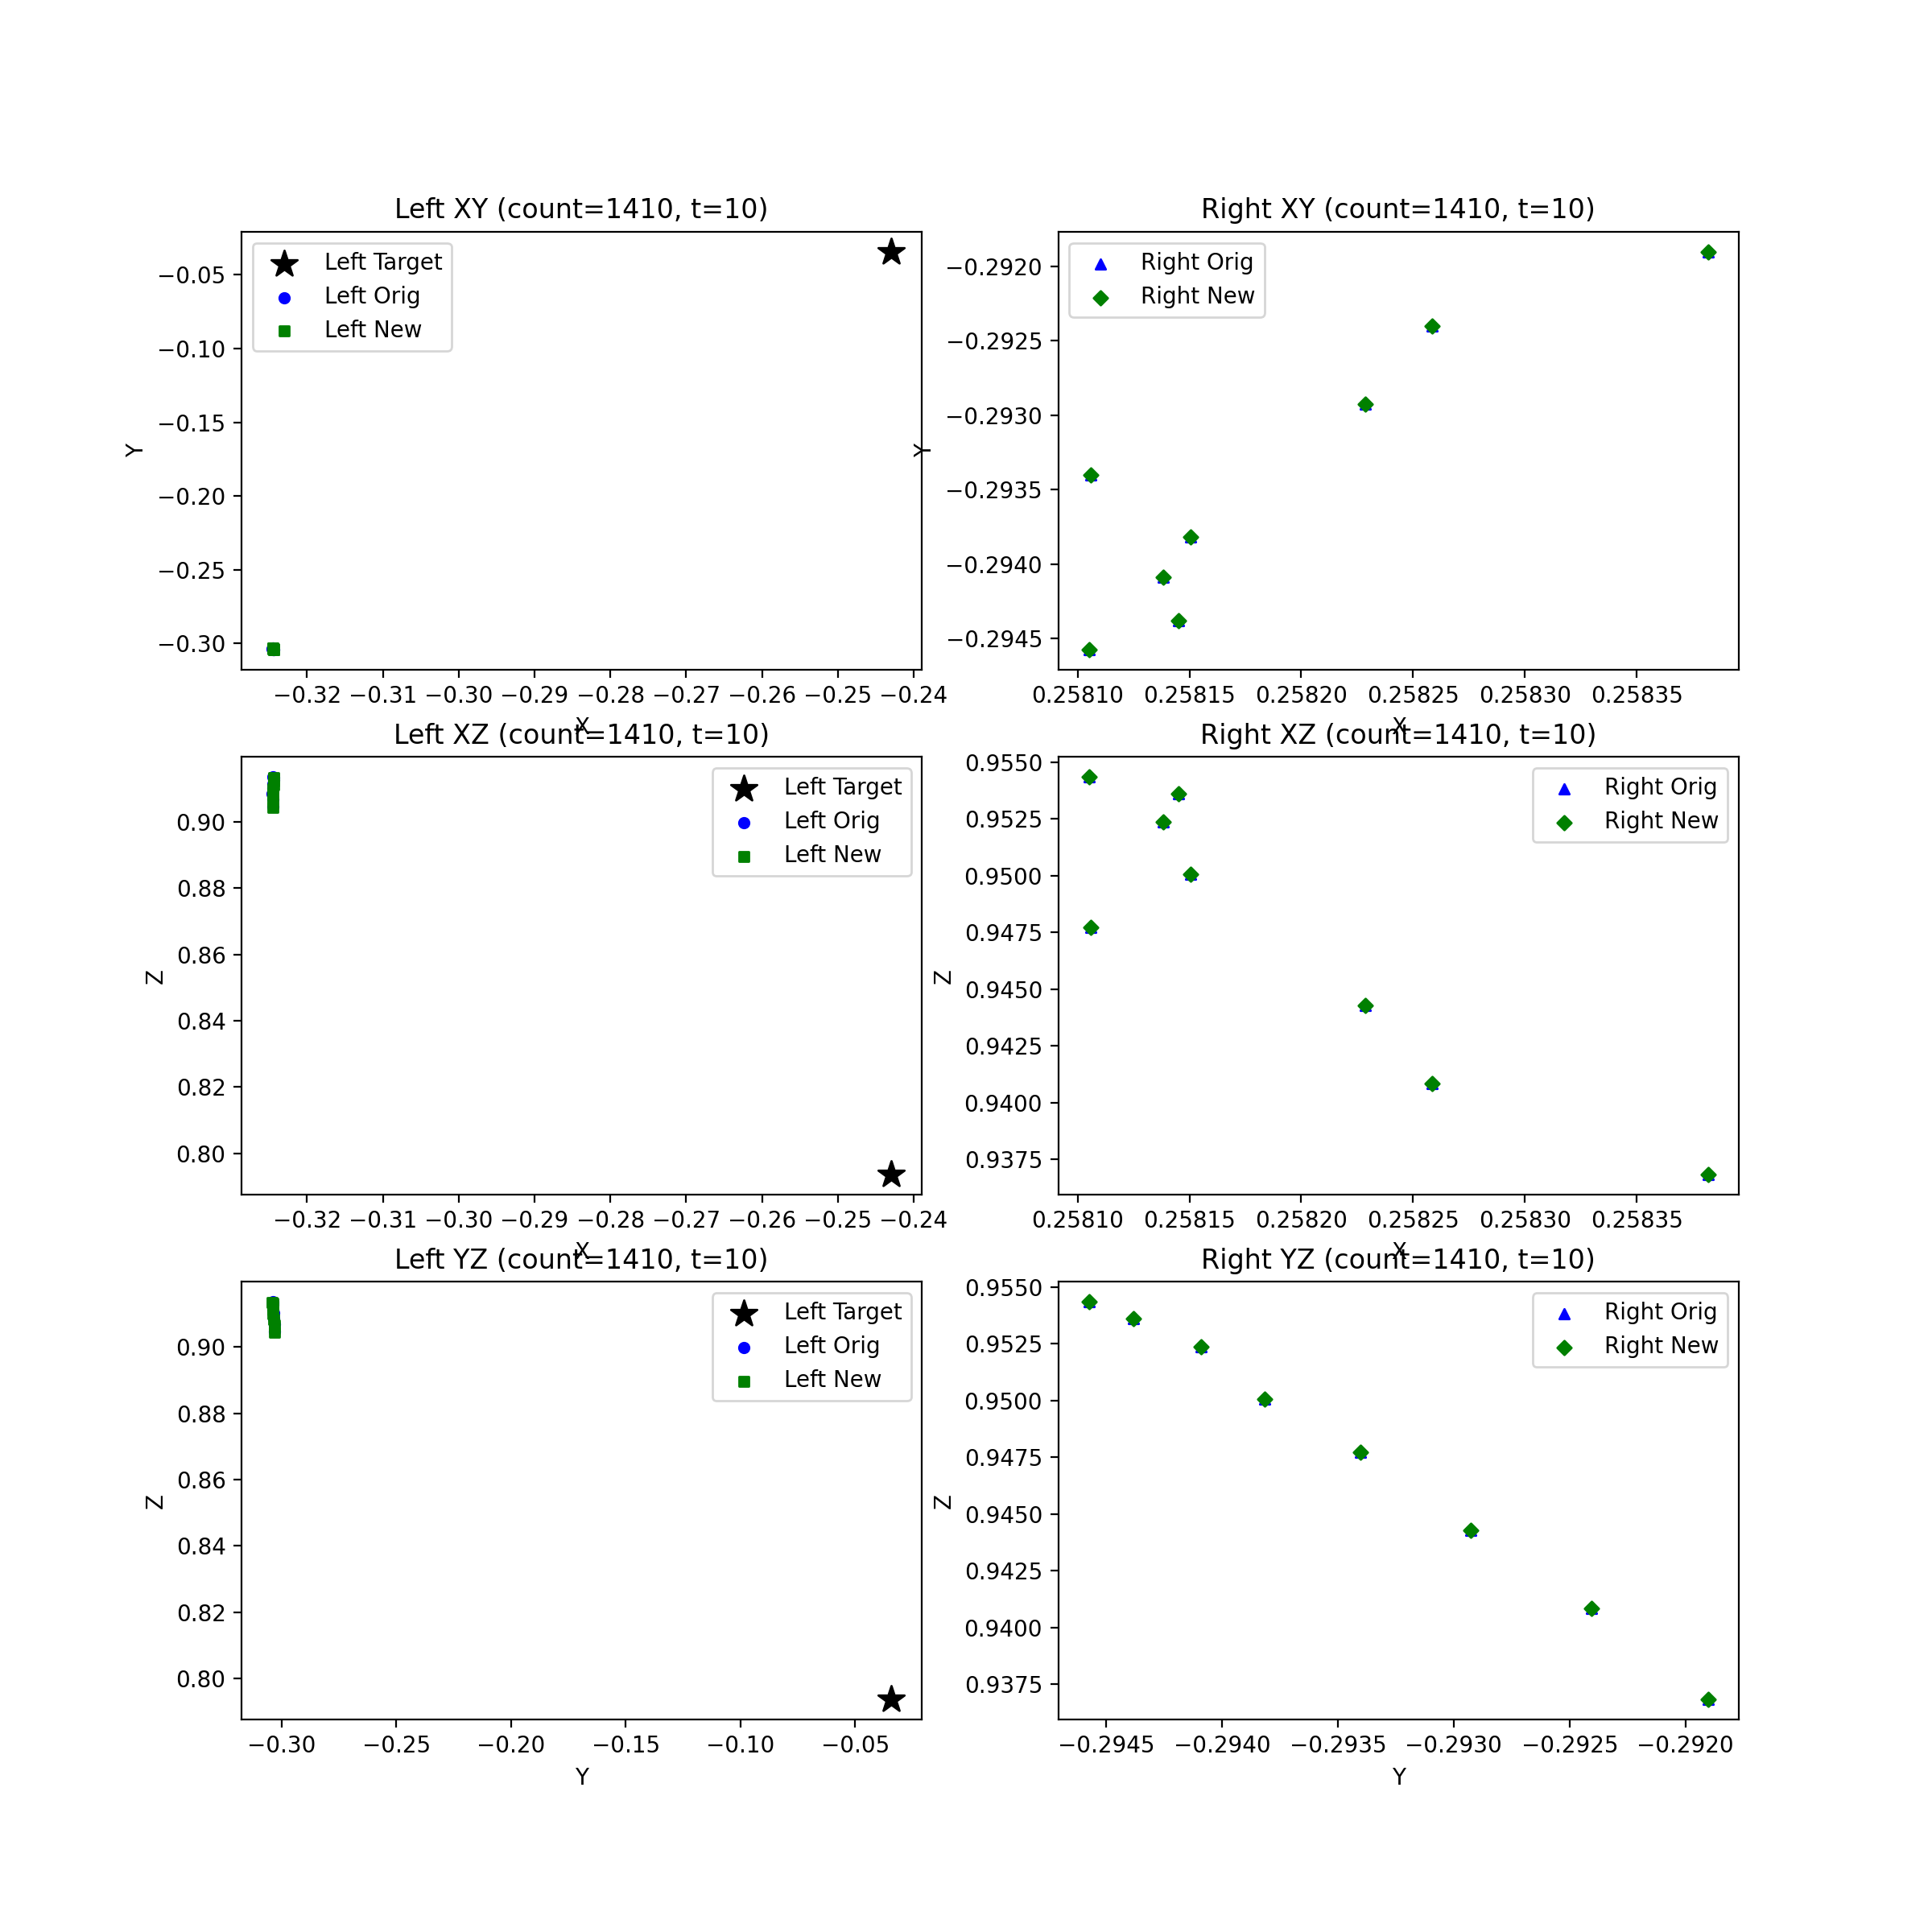 Left XY (count=1410, t=10)
Left Target
Left Orig
Left New
−0.05
−0.10
−0.15
−0.20
−0.25
−0.30
Y
−0.32 −0.31 −0.30 −0.29 −0.28 −0.27 −0.26 −0.25 −0.24
X
Right XY (count=1410, t=10)
Right Orig
Right New
−0.2920
−0.2925
−0.2930
−0.2935
−0.2940
−0.2945
Y
0.25810 0.25815 0.25820 0.25825 0.25830 0.25835
X
Left XZ (count=1410, t=10)
Left Target
Left Orig
Left New
0.90
0.88
0.86
0.84
0.82
0.80
Z
−0.32 −0.31 −0.30 −0.29 −0.28 −0.27 −0.26 −0.25 −0.24
X
Right XZ (count=1410, t=10)
Right Orig
Right New
0.9550
0.9525
0.9500
0.9475
0.9450
0.9425
0.9400
0.9375
Z
0.25810 0.25815 0.25820 0.25825 0.25830 0.25835
X
Left YZ (count=1410, t=10)
Left Target
Left Orig
Left New
0.90
0.88
0.86
0.84
0.82
0.80
Z
−0.30 −0.25 −0.20 −0.15 −0.10 −0.05
Y
Right YZ (count=1410, t=10)
Right Orig
Right New
0.9550
0.9525
0.9500
0.9475
0.9450
0.9425
0.9400
0.9375
Z
−0.2945 −0.2940 −0.2935 −0.2930 −0.2925 −0.2920
Y